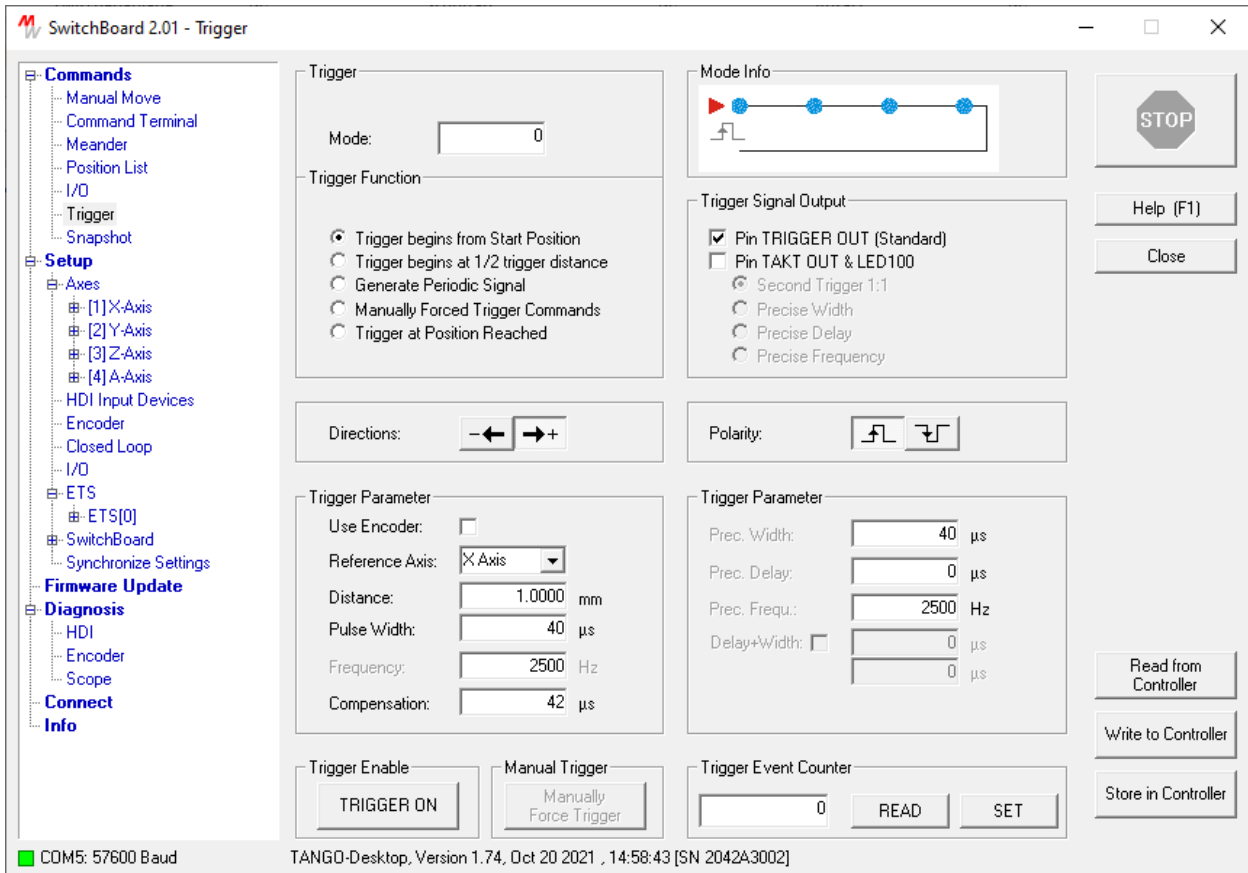 SwitchBoard 2.01 - Trigger
Commands
Manual Move
Command Terminal
Meander
Position List
I/O
Trigger
Snapshot
Setup
Axes
[1] X-Axis
[2] Y-Axis
[3] Z-Axis
[4] A-Axis
HDI Input Devices
Encoder
Closed Loop
I/O
ETS
ETS[0]
SwitchBoard
Synchronize Settings
Firmware Update
Diagnosis
HDI
Encoder
Scope
Connect
Info
Trigger
Mode: 0
Trigger Function
Trigger begins from Start Position
Trigger begins at 1/2 trigger distance
Generate Periodic Signal
Manually Forced Trigger Commands
Trigger at Position Reached
Mode Info
Trigger Signal Output
Pin TRIGGER OUT (Standard)
Pin TAKT OUT & LED100
Second Trigger 1:1
Precise Width
Precise Delay
Precise Frequency
Directions: - +
Polarity:
Trigger Parameter
Use Encoder:
Reference Axis: X Axis
Distance: 1.0000 mm
Pulse Width: 40 µs
Frequency: 2500 Hz
Compensation: 42 µs
Trigger Parameter
Prec. Width: 40 µs
Prec. Delay: 0 µs
Prec. Frequ.: 2500 Hz
Delay+Width: 0 µs
0 µs
Trigger Enable
TRIGGER ON
Manual Trigger
Manually
Force Trigger
Trigger Event Counter
0 READ SET
STOP
Help (F1)
Close
Read from
Controller
Write to Controller
Store in Controller
COM5: 57600 Baud
TANGO-Desktop, Version 1.74, Oct 20 2021 , 14:58:43 [SN 2042A3002]